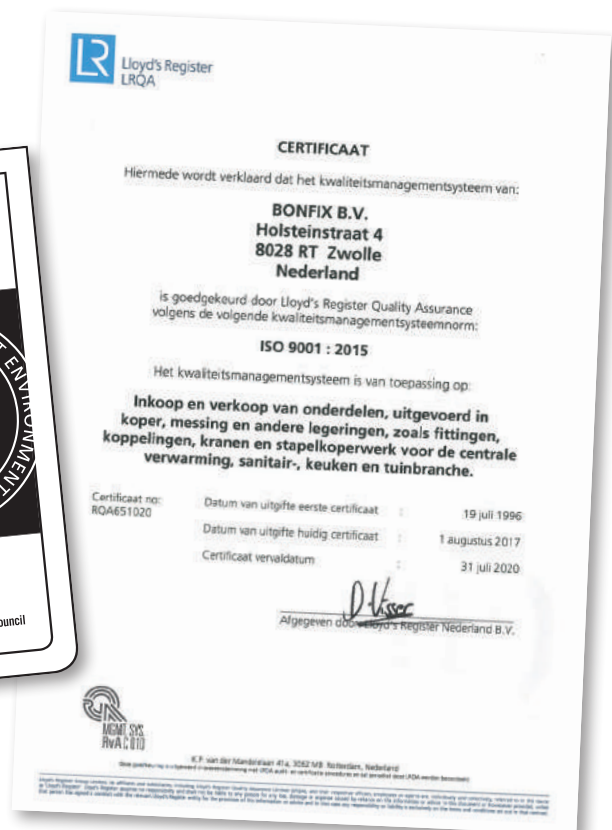 LR
Lloyd's Register
LRQA
CERTIFICAAT
Hiermede wordt verklaard dat het kwaliteitsmanagementsysteem van:
BONFIX B.V.
Holsteinstraat 4
8028 RT Zwolle
Nederland
is goedgekeurd door Lloyd's Register Quality Assurance
volgens de volgende kwaliteitsmanagementsysteemnorm:
ISO 9001 : 2015
Het kwaliteitsmanagementsysteem is van toepassing op:
Inkoop en verkoop van onderdelen, uitgevoerd in
koper, messing en andere legeringen, zoals fittingen,
koppelingen, kranen en stapelkoperwerk voor de centrale
verwarming, sanitair-, keuken en tuinbranche.
Certificaat no:
RQA651020
Datum van uitgifte eerste certificaat : 19 juli 1996
Datum van uitgifte huidig certificaat : 1 augustus 2017
Certificaat vervaldatum : 31 juli 2020
D. Visser
Afgegeven door Lloyd's Register Nederland B.V.
MGMT. SYS.
RvA C 010
K.P. van der Mandelelaan 41a, 3062 MB Rotterdam, Nederland
ENVIRONMENT
ouncil